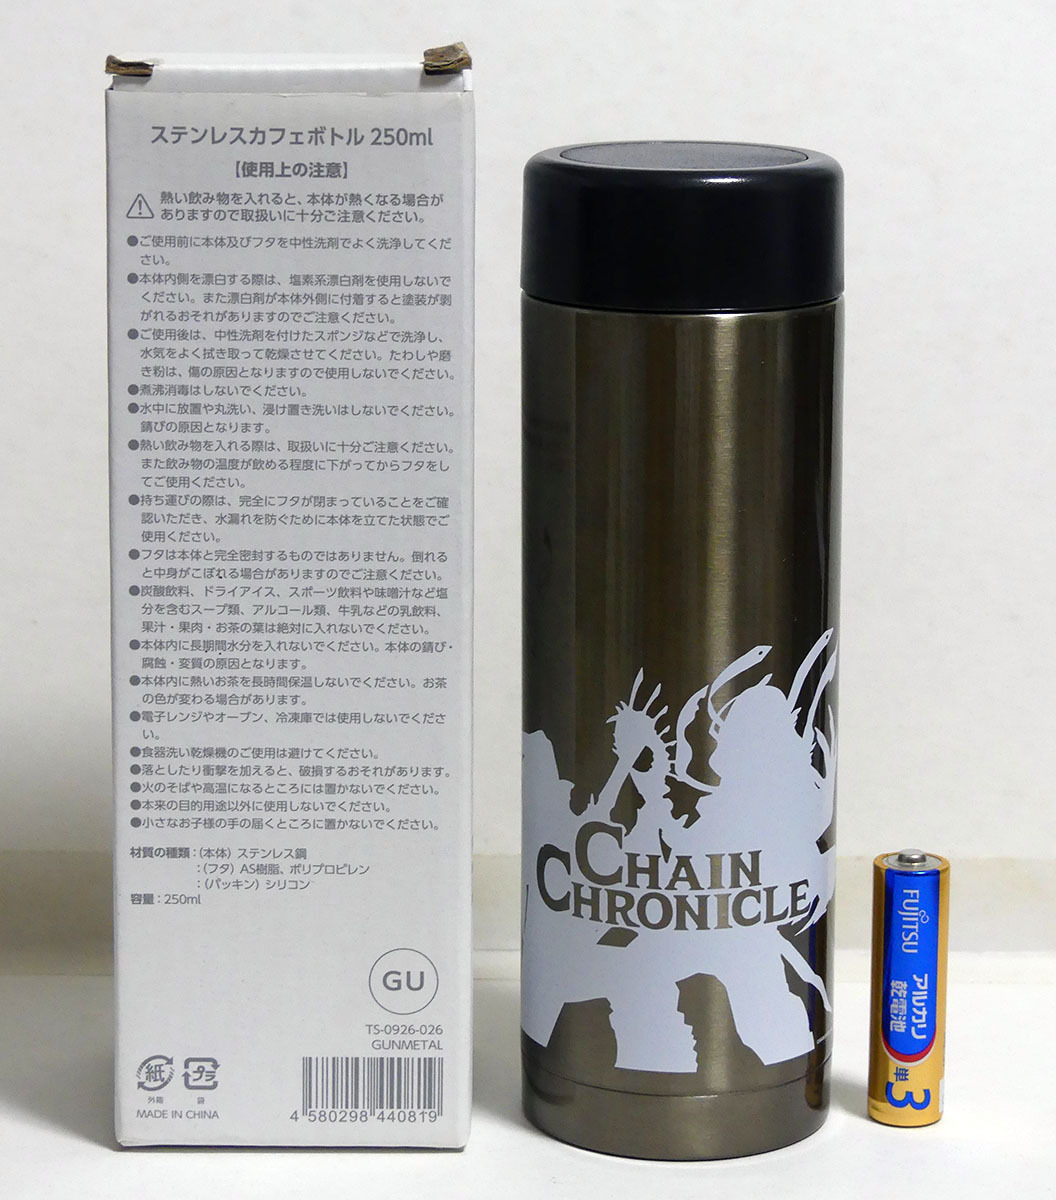 ステンレスカフェボトル 250ml
【使用上の注意】
熱い飲み物を入れると、本体が熱くなる場合が
ありますので取扱いに十分ご注意ください。
●ご使用前に本体及びフタを中性洗剤でよく洗浄してくだ
さい。
●本体内側を漂白する際は、塩素系漂白剤を使用しないで
ください。また漂白剤が本体外側に付着すると塗装が剥
がれるおそれがありますのでご注意ください。
●ご使用後は、中性洗剤を付けたスポンジなどで洗浄し、
水気をよく拭き取って乾燥させてください。たわしや磨
き粉は、傷の原因となりますので使用しないでください。
●煮沸消毒はしないでください。
●水中に放置や丸洗い、浸け置き洗いはしないでください。
錆びの原因となります。
●熱い飲み物を入れる際は、取扱いに十分ご注意ください。
また飲み物の温度が飲める程度に下がってからフタをし
てご使用ください。
●持ち運びの際は、完全にフタが閉まっていることをご確
認いただき、水漏れを防ぐために本体を立てた状態でご
使用ください。
●フタは本体と完全密封するものではありません。倒れる
と中身がこぼれる場合がありますのでご注意ください。
●炭酸飲料、ドライアイス、スポーツ飲料や味噌汁など塩
分を含むスープ類、アルコール類、牛乳などの乳飲料、
果汁・果肉・お茶の葉は絶対に入れないでください。
●本体内に長期間水分を入れないでください。本体の錆び・
腐蝕・変質の原因となります。
●本体内に熱いお茶を長時間保温しないでください。お茶
の色が変わる場合があります。
●電子レンジやオーブン、冷凍庫では使用しないでくださ
い。
●食器洗い乾燥機のご使用は避けてください。
●落としたり衝撃を加えると、破損するおそれがあります。
●火のそばや高温になるところには置かないでください。
●本来の目的用途以外に使用しないでください。
●小さなお子様の手の届くところに置かないでください。
材質の種類:(本体) ステンレス鋼
:(フタ) AS樹脂、ポリプロピレン
:(パッキン) シリコン
容量:250ml
GU
TS-0926-026
GUNMETAL
紙
プラ
外箱
袋
MADE IN CHINA
4 580298 440819
CHAIN
CHRONICLE
FUJITSU
アルカリ
乾電池
単3